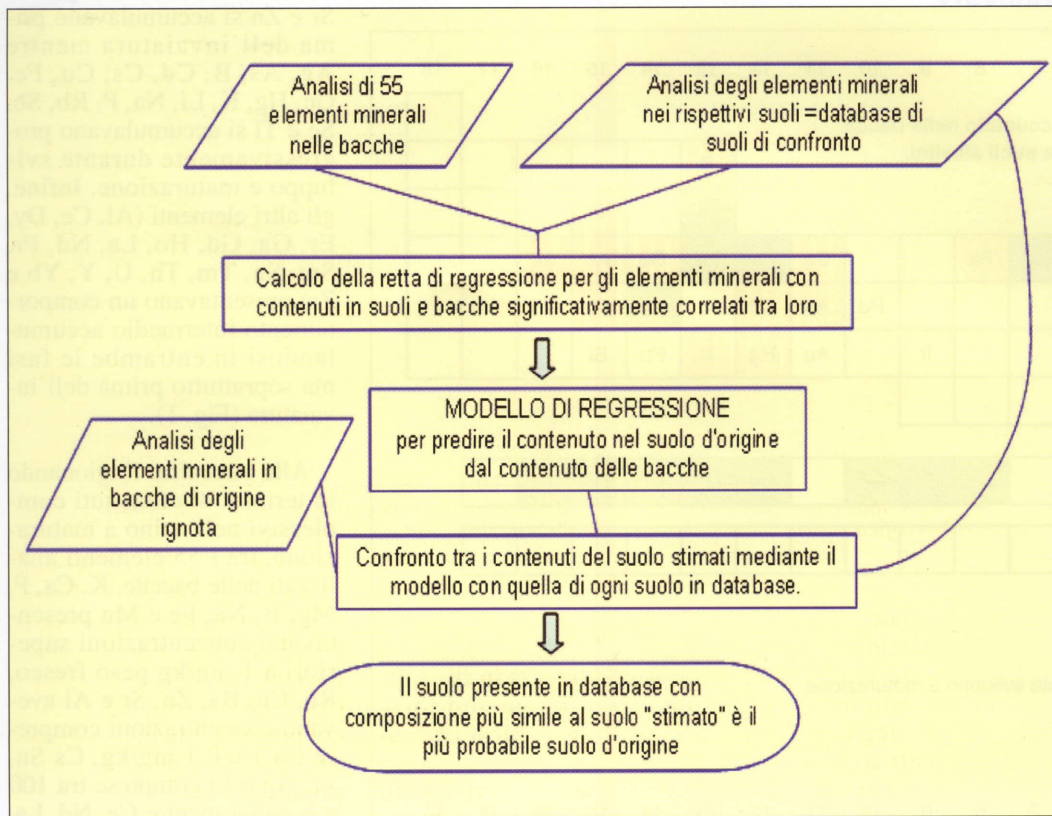 Analisi di 55
elementi minerali
nelle bacche
Analisi degli elementi minerali
nei rispettivi suoli =database di
suoli di confronto
Calcolo della retta di regressione per gli elementi minerali con
contenuti in suoli e bacche significativamente correlati tra loro
MODELLO DI REGRESSIONE
per predire il contenuto nel suolo d'origine
dal contenuto delle bacche
Analisi degli
elementi minerali in
bacche di origine
ignota
Confronto tra i contenuti del suolo stimati mediante il
modello con quella di ogni suolo in database.
Il suolo presente in database con
composizione più simile al suolo "stimato" è il
più probabile suolo d'origine